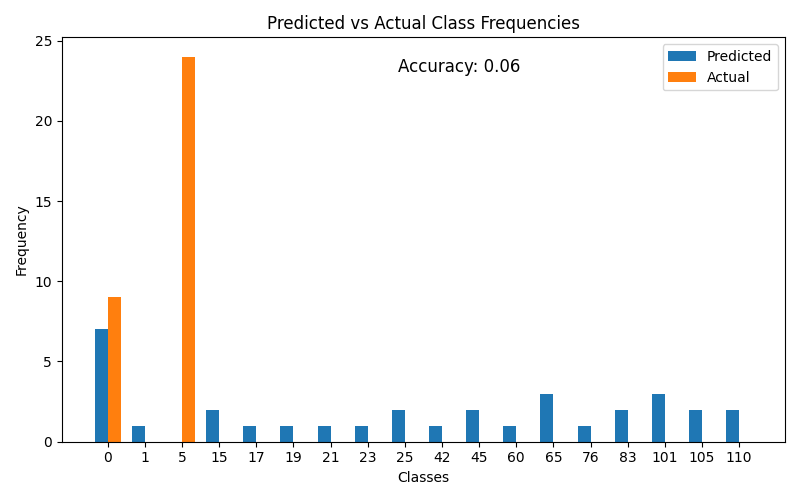 Predicted vs Actual Class Frequencies
Accuracy: 0.06
Predicted
Actual
Frequency
25
20
15
10
5
0
0 1 5 15 17 19 21 23 25 42 45 60 65 76 83 101 105 110
Classes